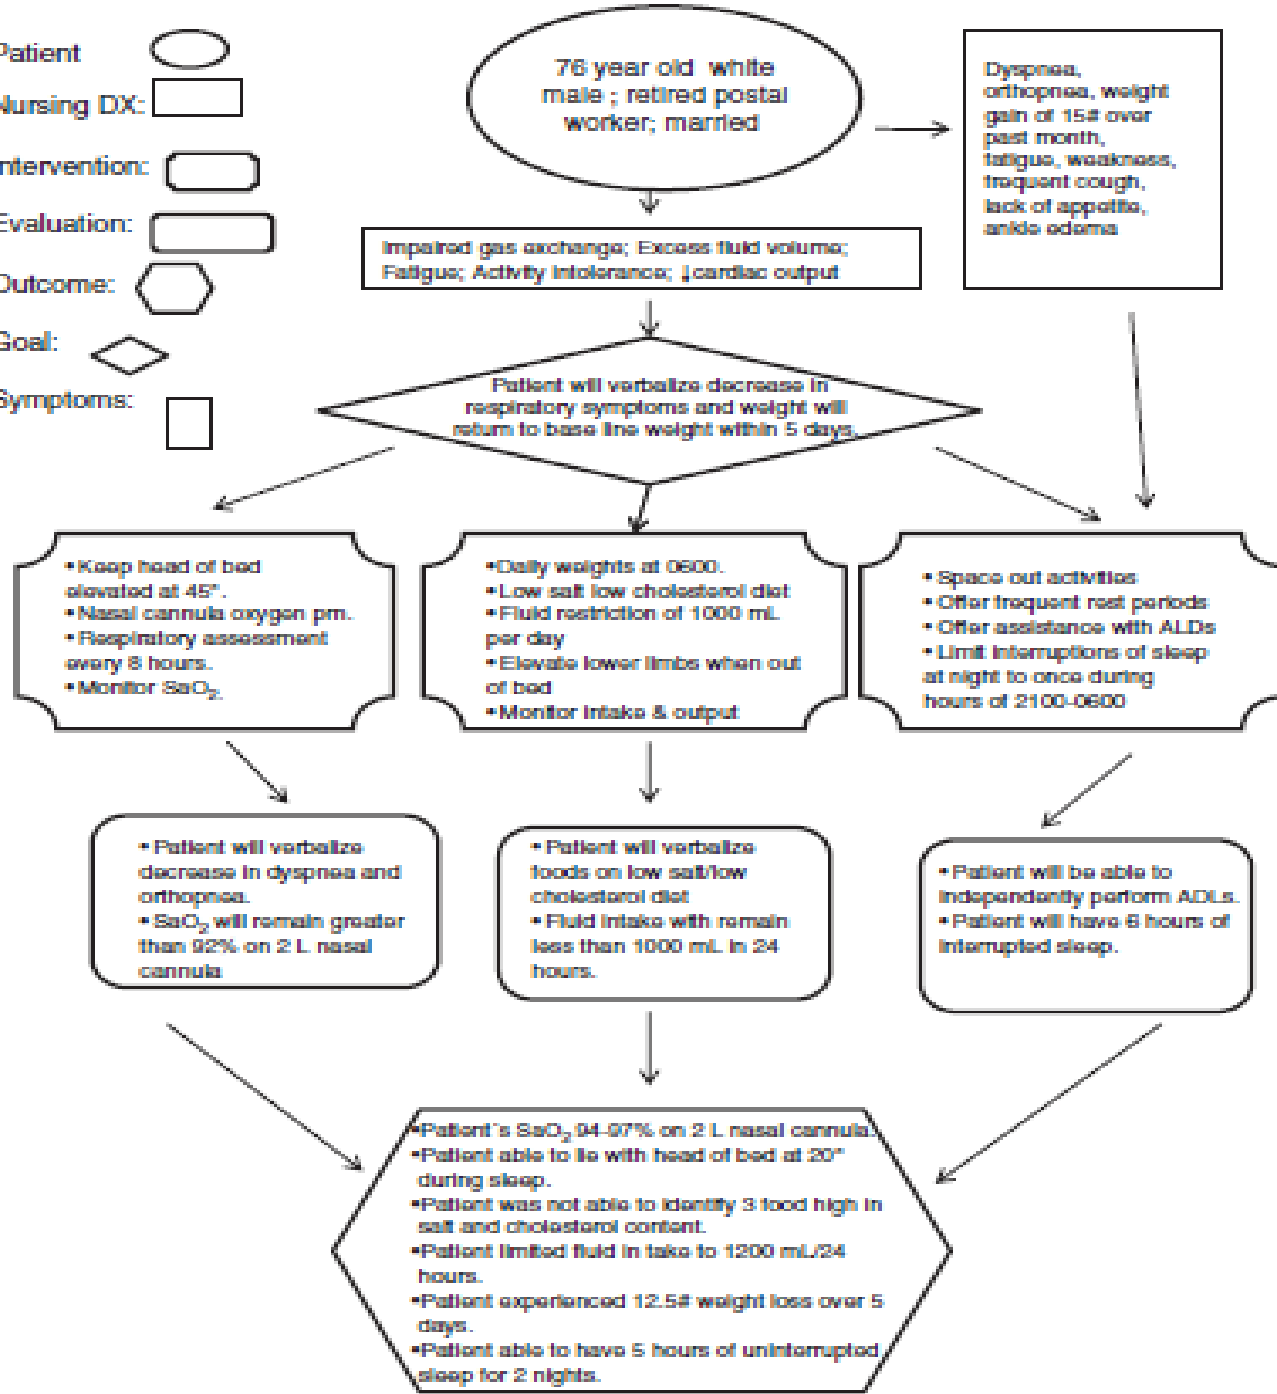 Patient
Nursing DX:
Intervention:
Evaluation:
Outcome:
Goal:
Symptoms:
76 year old white
male ; retired postal
worker; married
Dyspnea,
orthopnea, weight
gain of 15# over
past month,
fatigue, weakness,
frequent cough,
lack of appetite,
ankle edema
Impaired gas exchange; Excess fluid volume;
Fatigue; Activity intolerance; ↓cardiac output
Patient will verbalize decrease in
respiratory symptoms and weight will
return to base line weight within 5 days.
•Keep head of bed
elevated at 45°.
•Nasal cannula oxygen prn.
•Respiratory assessment
every 8 hours.
•Monitor SaO2.
•Daily weights at 0600.
•Low salt low cholesterol diet
•Fluid restriction of 1000 mL
per day
•Elevate lower limbs when out
of bed
•Monitor intake & output
•Space out activities
•Offer frequent rest periods
•Offer assistance with ALDs
•Limit interruptions of sleep
at night to once during
hours of 2100-0600
•Patient will verbalize
decrease in dyspnea and
orthopnea.
•SaO2 will remain greater
than 92% on 2 L nasal
cannula
•Patient will verbalize
foods on low salt/low
cholesterol diet
•Fluid intake with remain
less than 1000 mL in 24
hours.
•Patient will be able to
independently perform ADLs.
•Patient will have 6 hours of
interrupted sleep.
•Patient's SaO2 94-97% on 2 L nasal cannula.
•Patient able to lie with head of bed at 20°
during sleep.
•Patient was not able to identify 3 food high in
salt and cholesterol content.
•Patient limited fluid in take to 1200 mL/24
hours.
•Patient experienced 12.5# weight loss over 5
days.
•Patient able to have 5 hours of uninterrupted
sleep for 2 nights.